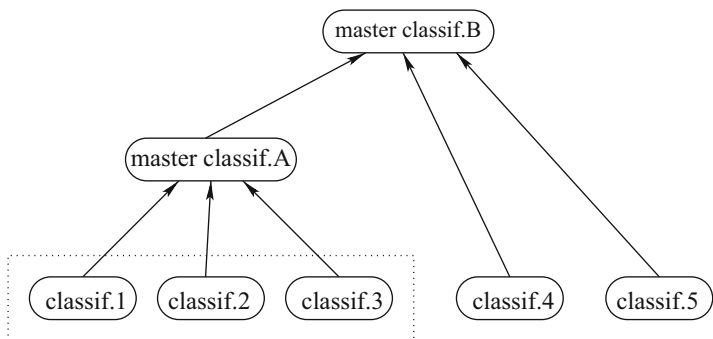 master classif.B
master classif.A
classif.1
classif.2
classif.3
classif.4
classif.5